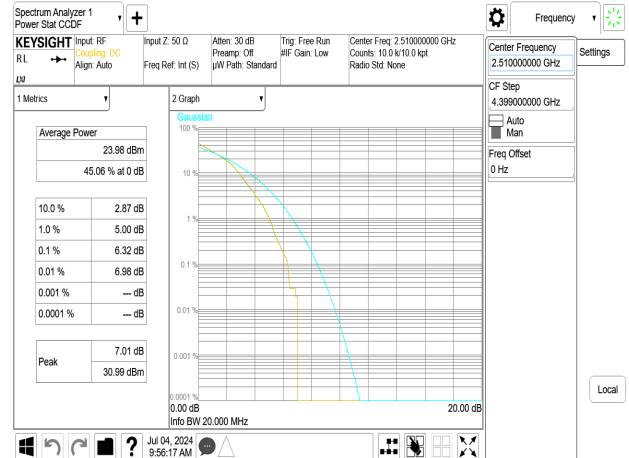 Spectrum Analyzer 1
Power Stat CCDF
Frequency
KEYSIGHT
R L
LXI
Input: RF
Coupling: DC
Align: Auto
Input Z: 50 Ω
Freq Ref: Int (S)
Atten: 30 dB
Preamp: Off
µW Path: Standard
Trig: Free Run
#IF Gain: Low
Center Freq: 2.510000000 GHz
Counts: 10.0 k/10.0 kpt
Radio Std: None
Center Frequency
2.510000000 GHz
Settings
CF Step
4.399000000 GHz
Auto
Man
Freq Offset
0 Hz
1 Metrics
Average Power
23.98 dBm
45.06 % at 0 dB
10.0 % 2.87 dB
1.0 % 5.00 dB
0.1 % 6.32 dB
0.01 % 6.98 dB
0.001 % --- dB
0.0001 % --- dB
Peak
7.01 dB
30.99 dBm
2 Graph
Gaussian
100 %
10 %
1 %
0.1 %
0.01 %
0.001 %
0.0001 %
0.00 dB 20.00 dB
Info BW 20.000 MHz
Local
?
Jul 04, 2024
9:56:17 AM